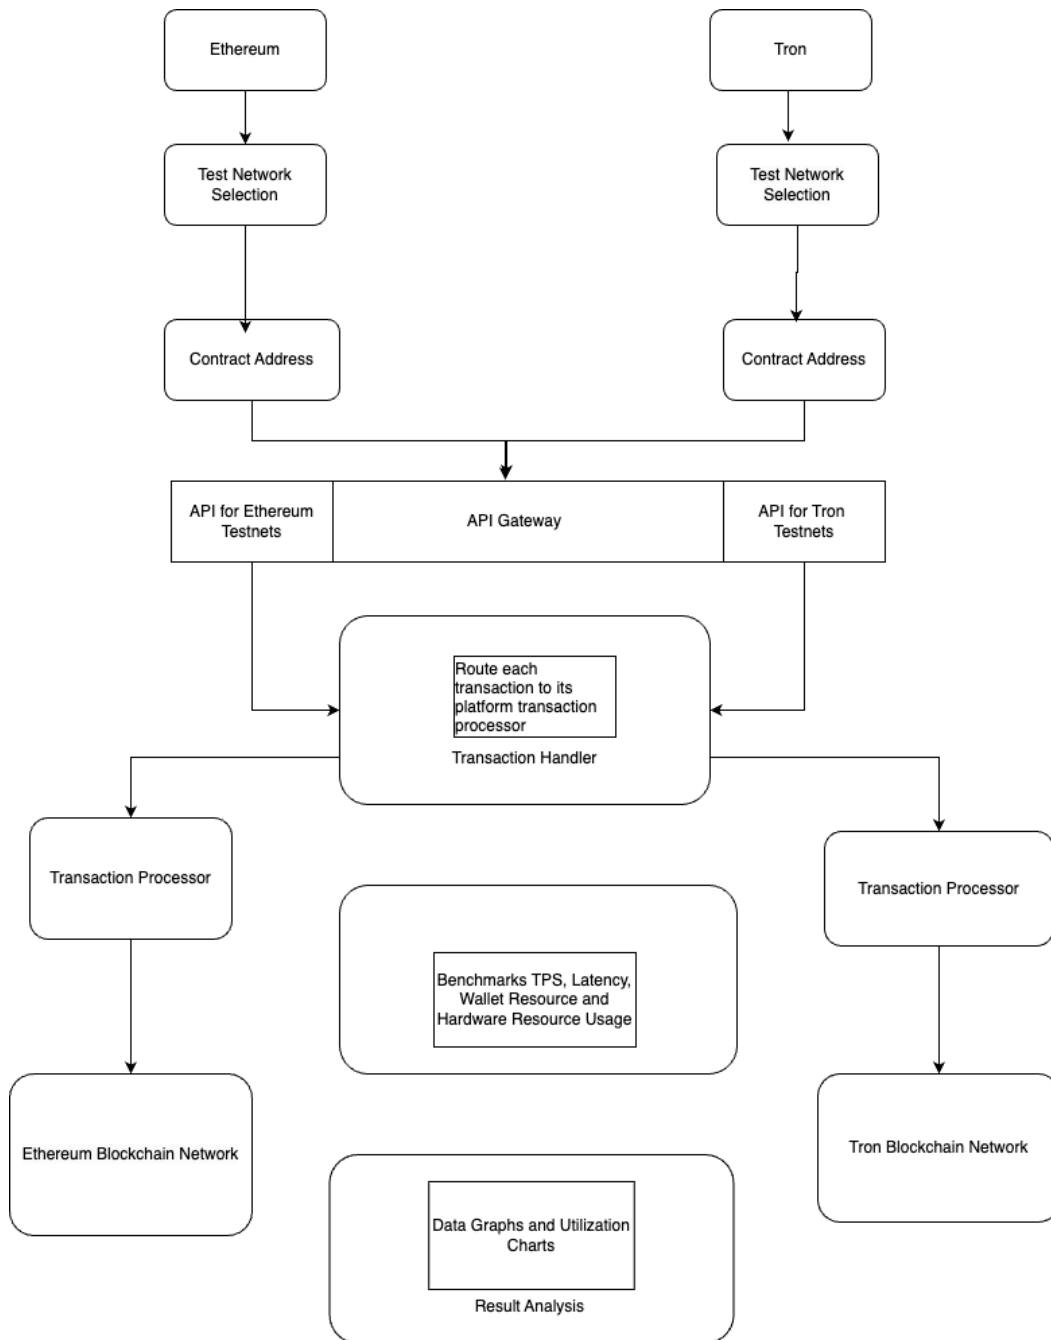 Ethereum
Tron
Test Network
Selection
Test Network
Selection
Contract Address
Contract Address
API for Ethereum
Testnets
API Gateway
API for Tron
Testnets
Route each
transaction to its
platform transaction
processor
Transaction Handler
Transaction Processor
Transaction Processor
Benchmarks TPS, Latency,
Wallet Resource and
Hardware Resource Usage
Ethereum Blockchain Network
Tron Blockchain Network
Data Graphs and Utilization
Charts
Result Analysis